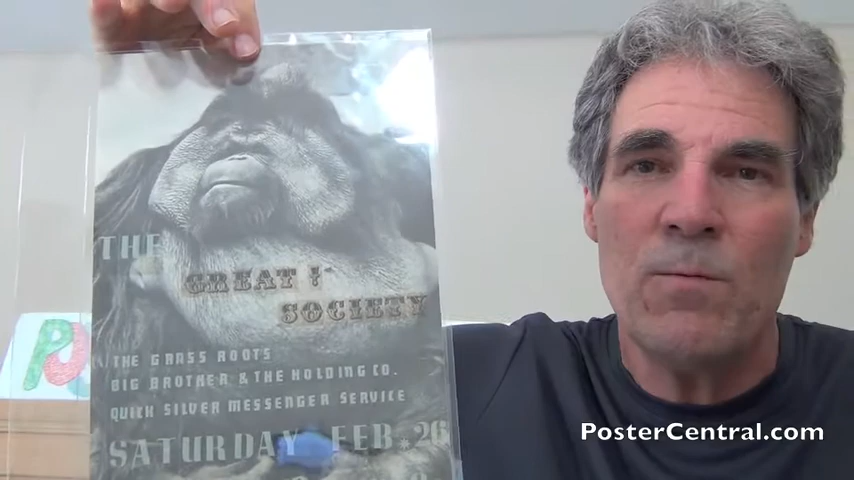 THE
GREAT!
SOCIETY
THE GRASS ROOTS
BIG BROTHER & THE HOLDING CO.
QUICK SILVER MESSENGER SERVICE
SATURDAY FEB. 26
PosterCentral.com